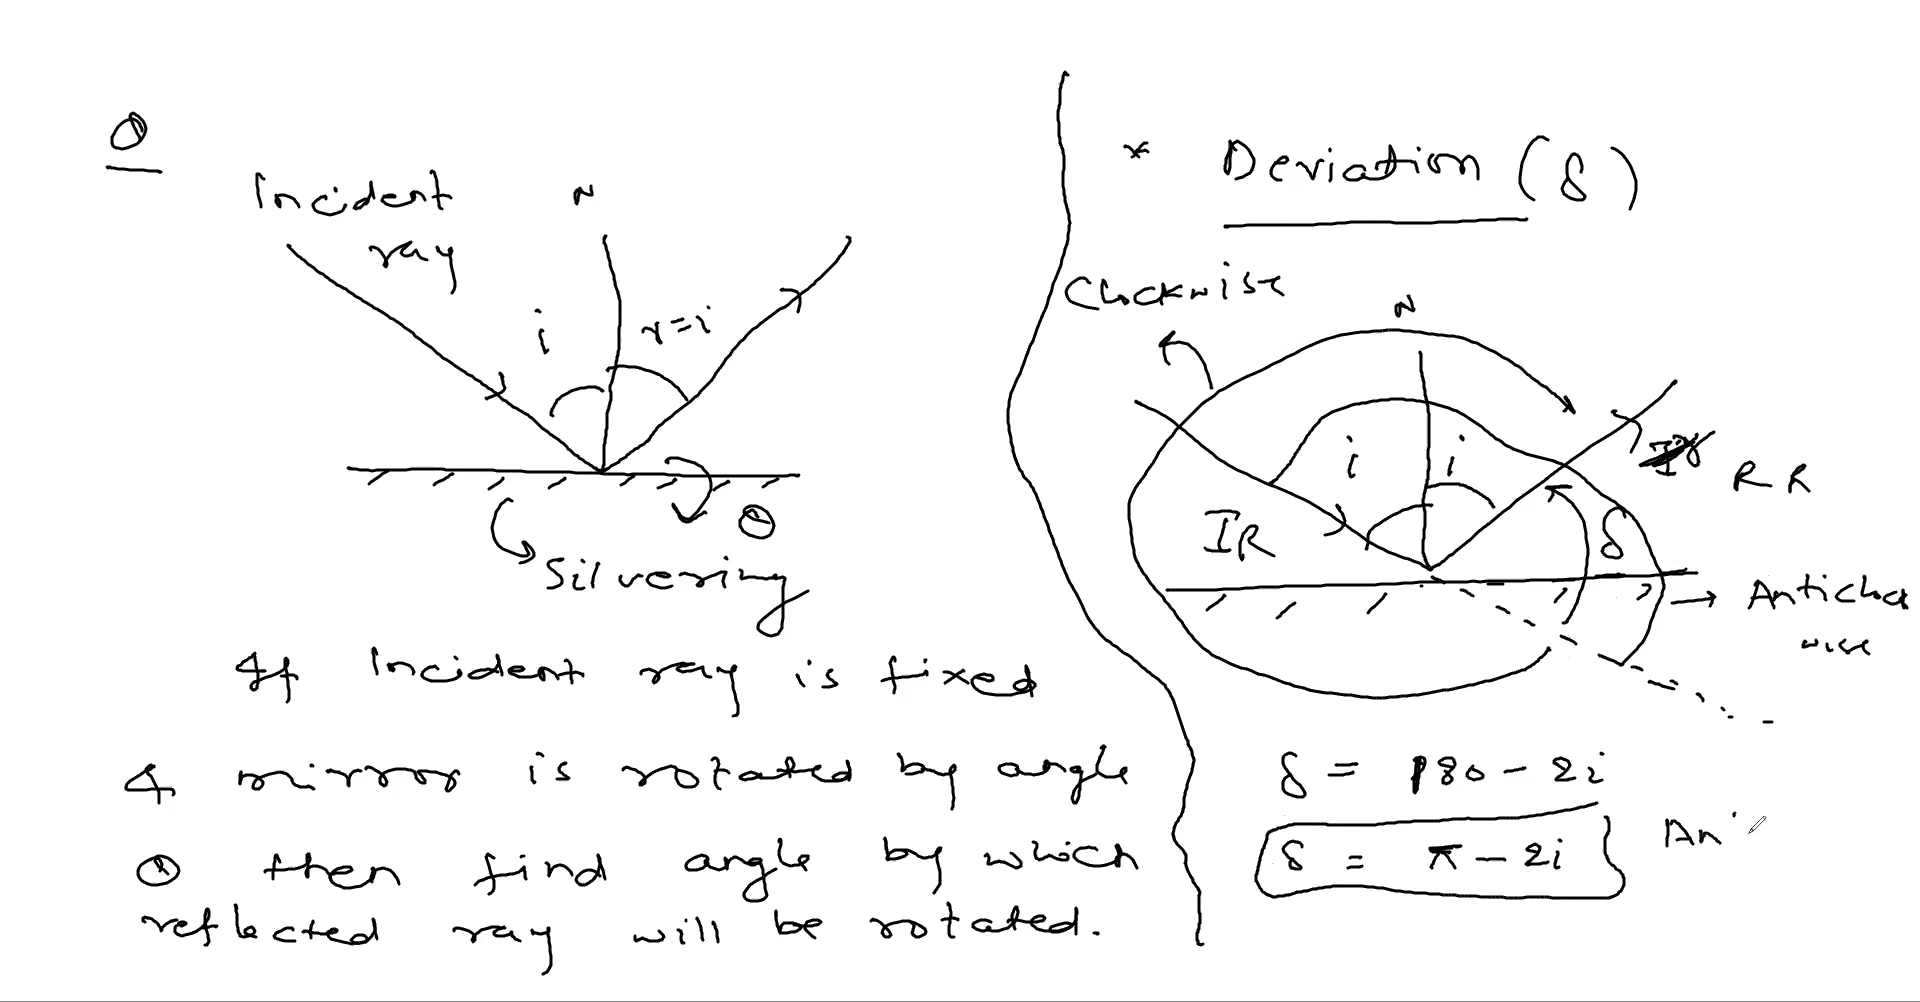 Q
Incident
ray
N
i
r=i
θ
Silvering
If Incident ray is fixed
& mirror is rotated by angle
θ then find angle by which
reflected ray will be rotated.
* Deviation (δ)
Clockwise
N
i
i
RR
IR
δ
Anticlock
wise
δ = 180 - 2i
δ = π - 2i
An